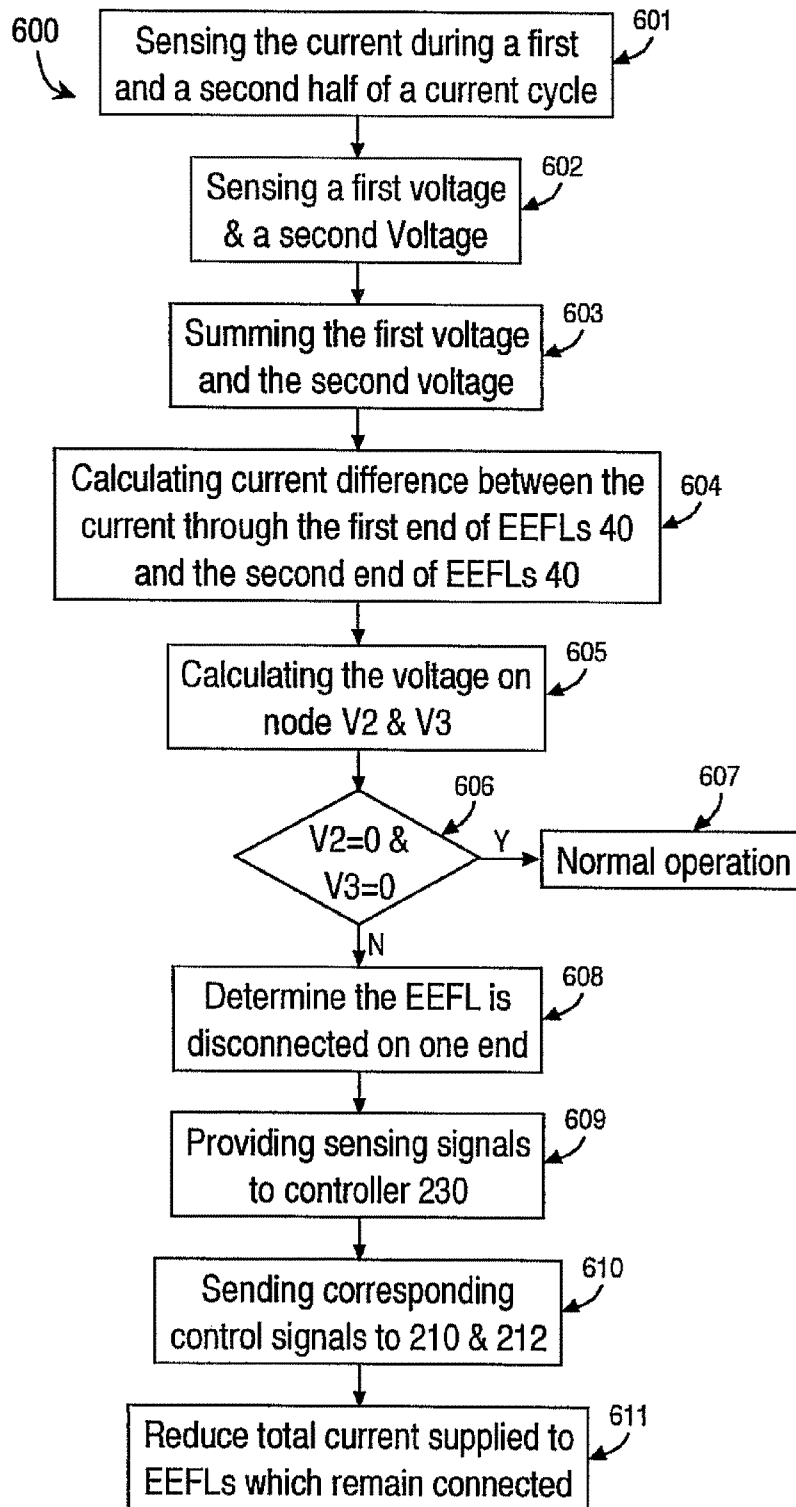 600
Sensing the current during a first
and a second half of a current cycle
601
Sensing a first voltage
& a second Voltage
602
Summing the first voltage
and the second voltage
603
Calculating current difference between the
current through the first end of EEFLs 40
and the second end of EEFLs 40
604
Calculating the voltage on
node V2 & V3
605
V2=0 &
V3=0
606
Y
Normal operation
607
N
Determine the EEFL is
disconnected on one end
608
Providing sensing signals
to controller 230
609
Sending corresponding
control signals to 210 & 212
610
Reduce total current supplied to
EEFLs which remain connected
611